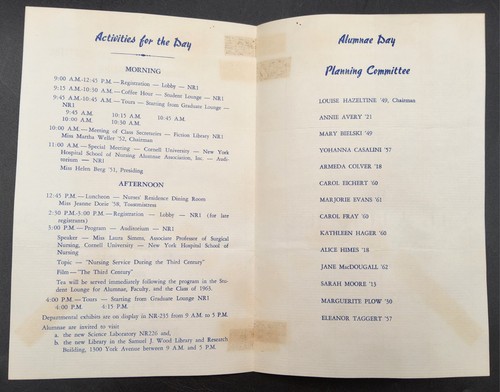 Activities for the Day
MORNING
9:00 A.M.-12:45 P.M.—Registration — Lobby — NR1
9:15 A.M.-10:30 A.M.—Coffee Hour — Student Lounge — NR1
9:45 A.M.-10:45 A.M.—Tours — Starting from Graduate Lounge —
NR1
9:45 A.M. 10:15 A.M. 10:45 A.M.
10:00 A.M. 10:30 A.M.
10:00 A.M.—Meeting of Class Secretaries — Fiction Library NR1
Miss Martha Waller '52, Chairman
11:00 A.M.—Special Meeting — Cornell University — New York
Hospital School of Nursing Alumnae Association, Inc. — Audi-
torium — NR1
Miss Helen Berg '51, Presiding
AFTERNOON
12:45 P.M.—Luncheon — Nurses' Residence Dining Room
Miss Jeanne Dorie '58, Toastmistress
2:30 P.M.-3:00 P.M.—Registration — Lobby — NR1 (for late
registrants)
3:00 P.M.—Program — Auditorium — NR1
Speaker — Miss Laura Simms, Associate Professor of Surgical
Nursing, Cornell University — New York Hospital School of
Nursing
Topic — "Nursing Service During the Third Century"
Film — "The Third Century"
Tea will be served immediately following the program in the Stu-
dent Lounge for Alumnae, Faculty, and the Class of 1963.
4:00 P.M.—Tours — Starting from Graduate Lounge NR1
4:00 P.M. 4:15 P.M.
Departmental exhibits are on display in NR-215 from 9 A.M. to 5 P.M.
Alumnae are invited to visit
a. the new Science Laboratory NR226 and,
b. the new Library in the Samuel J. Wood Library and Research
Building, 1300 York Avenue between 9 A.M. and 5 P.M.
Alumnae Day
Planning Committee
LOUISE HAZELTINE '49, Chairman
ANNIE AVERY '21
MARY BIELSKI '49
YOHANNA CASALINI '57
ARMEDA COLVER '18
CAROL EICHERT '60
MARJORIE EVANS '61
CAROL FRAY '60
KATHLEEN HAGER '60
ALICE HIMES '18
JANE MacDOUGALL '62
SARAH MOORE '13
MARGUERITE PLOW '50
ELEANOR TAGGERT '57